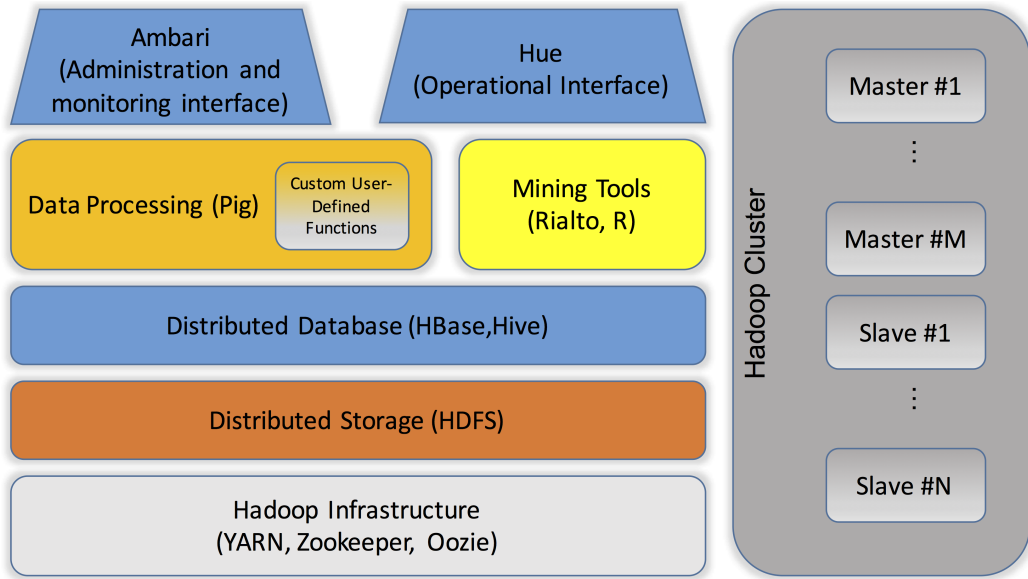 Ambari
(Administration and
monitoring interface)
Hue
(Operational Interface)
Data Processing (Pig)
Custom User-
Defined
Functions
Mining Tools
(Rialto, R)
Distributed Database (HBase,Hive)
Distributed Storage (HDFS)
Hadoop Infrastructure
(YARN, Zookeeper, Oozie)
Hadoop Cluster
Master #1
⋮
Master #M
Slave #1
⋮
Slave #N